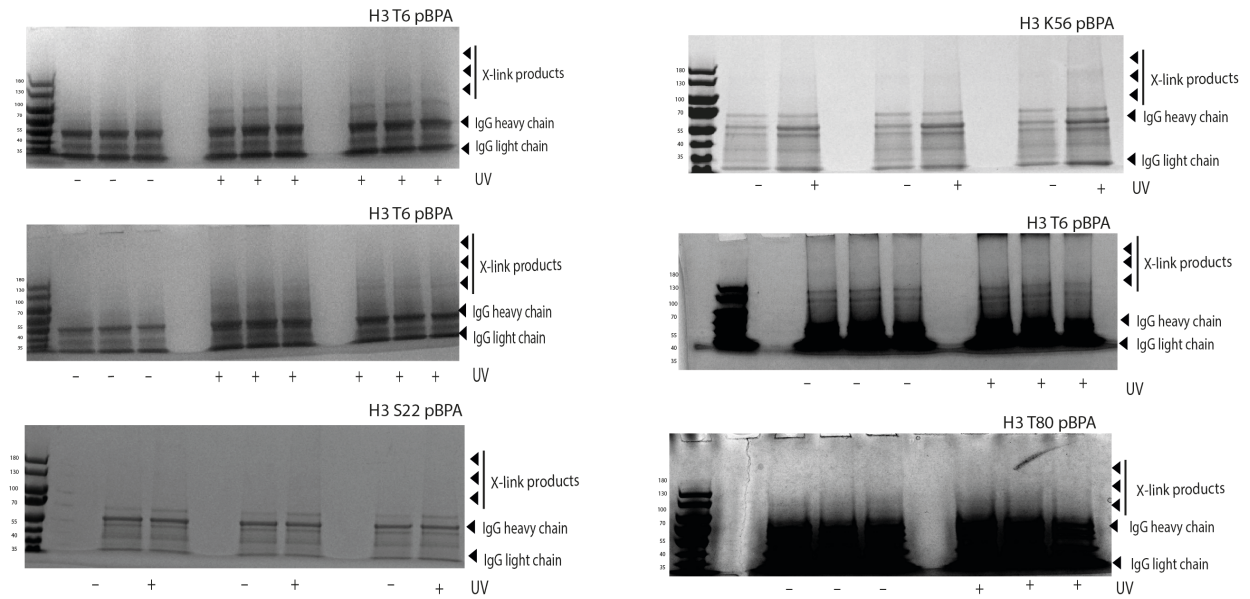 H3 T6 pBPA
180
130
100
70
55
40
35
X-link products
IgG heavy chain
IgG light chain
– – – + + + + + + UV
H3 T6 pBPA
180
130
100
70
55
40
35
X-link products
IgG heavy chain
IgG light chain
– – – + + + + + + UV
H3 S22 pBPA
180
130
100
70
55
40
35
X-link products
IgG heavy chain
IgG light chain
– + – + – + UV
H3 K56 pBPA
180
130
100
70
55
40
35
X-link products
IgG heavy chain
IgG light chain
– + – + – + UV
H3 T6 pBPA
180
130
100
70
55
40
35
X-link products
IgG heavy chain
IgG light chain
– – – + + + UV
H3 T80 pBPA
180
130
100
70
55
40
35
X-link products
IgG heavy chain
IgG light chain
– – – + + + UV